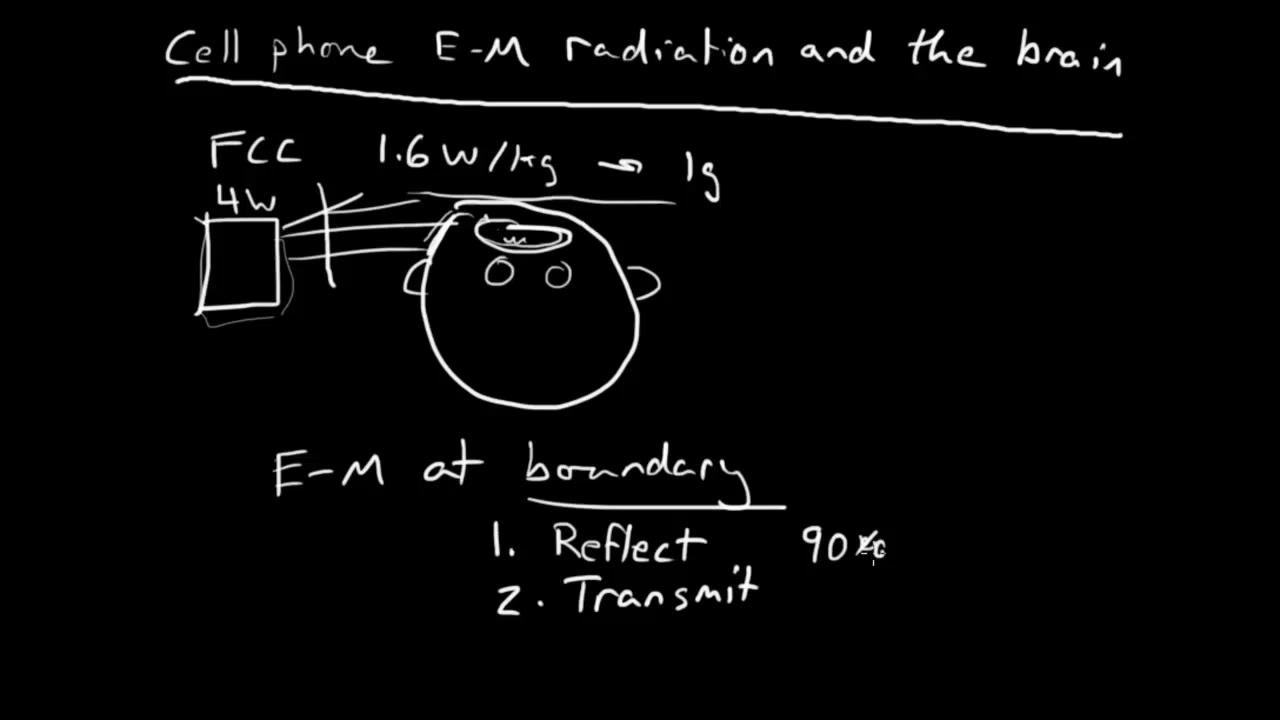 Cell phone E-M radiation and the brain
FCC 1.6 W/kg → 1g
4W
E-M at boundary
1. Reflect 90%
2. Transmit